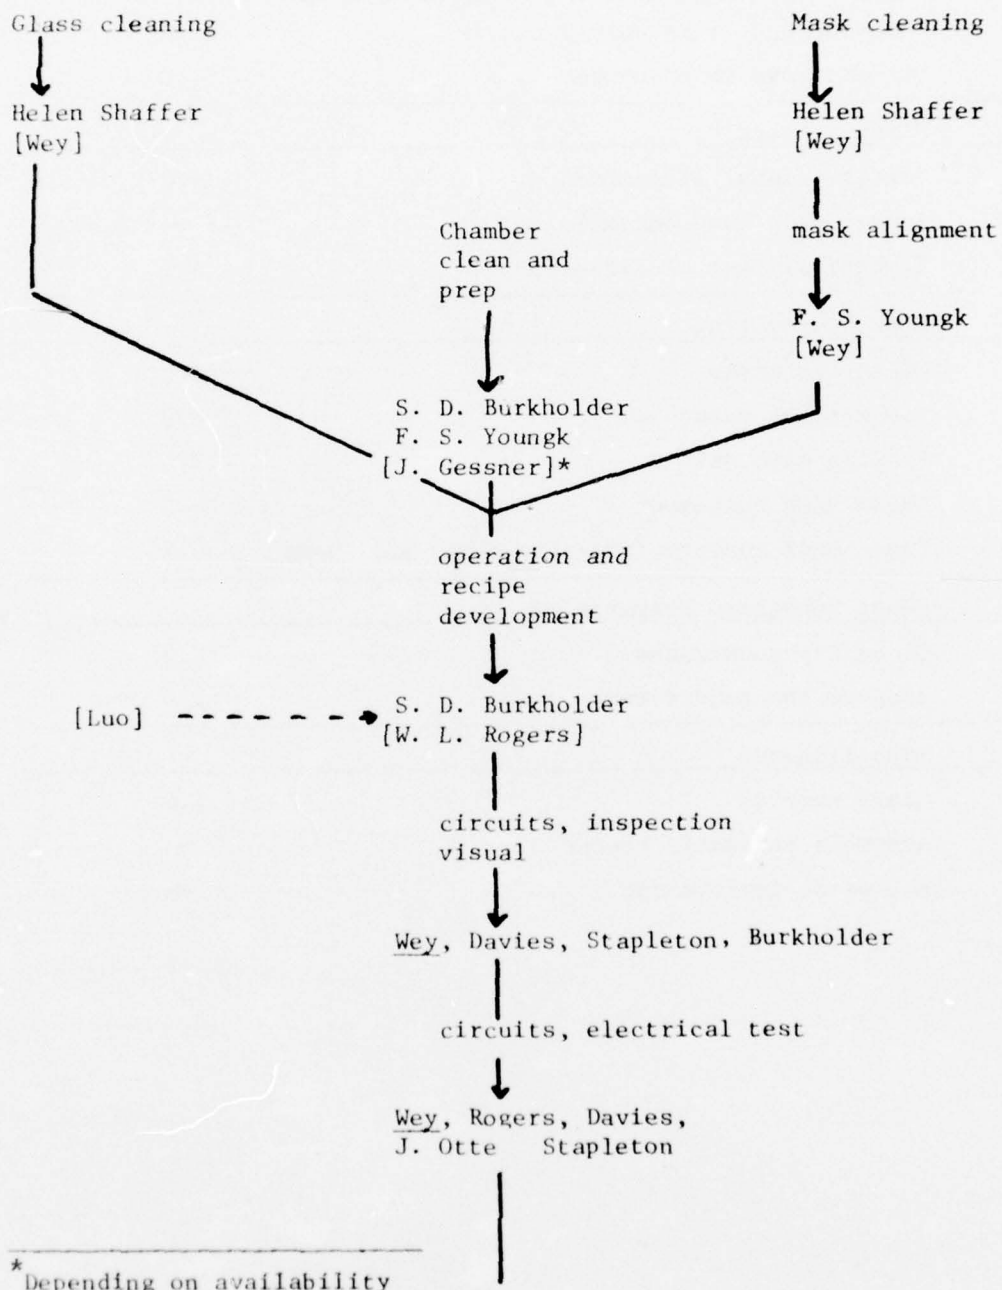 Glass cleaning
Helen Shaffer
[Wey]
Mask cleaning
Helen Shaffer
[Wey]
mask alignment
F. S. Youngk
[Wey]
Chamber
clean and
prep
S. D. Burkholder
F. S. Youngk
[J. Gessner]*
operation and
recipe
development
[Luo]
S. D. Burkholder
[W. L. Rogers]
circuits, inspection
visual
Wey, Davies, Stapleton, Burkholder
circuits, electrical test
Wey, Rogers, Davies,
J. Otte Stapleton
*Depending on availability